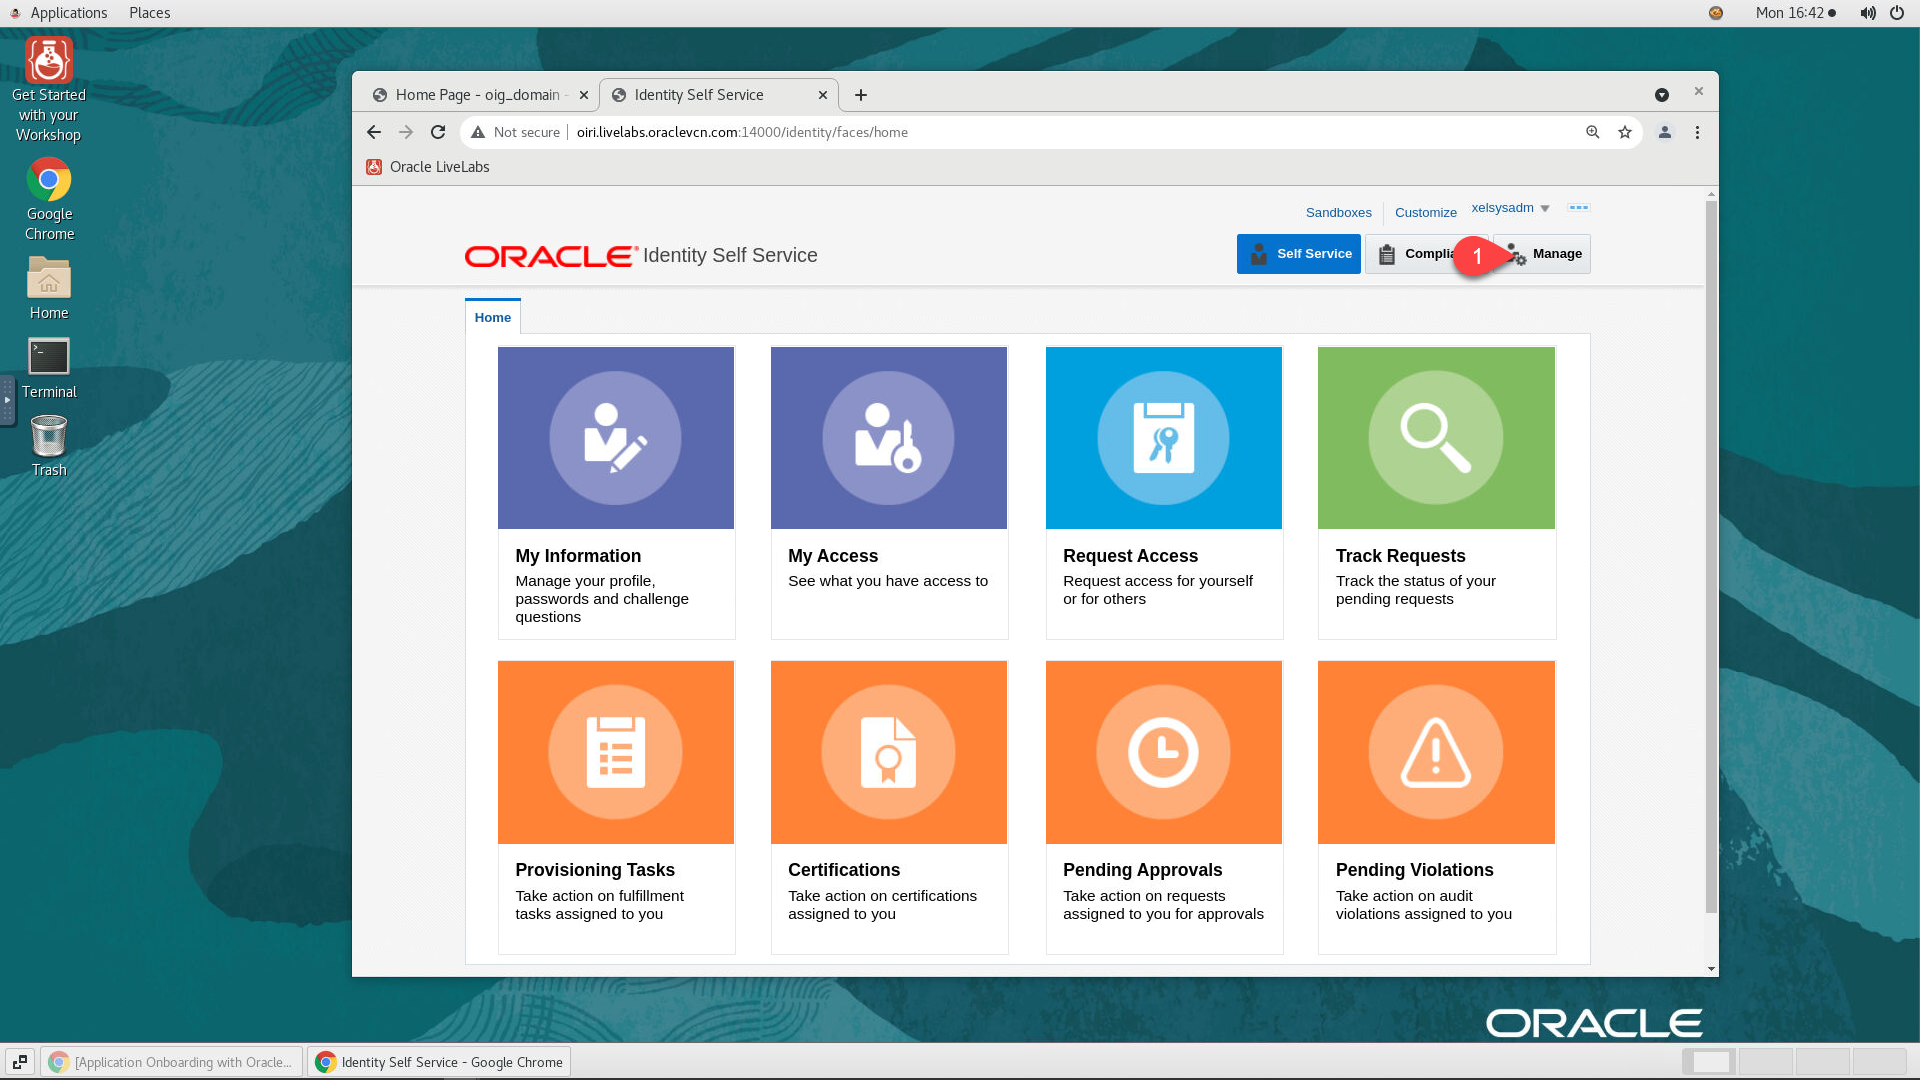 Applications Places Mon 16:42
Get Started
with your
Workshop
Google
Chrome
Home
Terminal
Trash
Home Page - oig_domain - Identity Self Service
Not secure oiri.livelabs.oraclevcn.com:14000/identity/faces/home
Oracle LiveLabs
Sandboxes Customize xelsysadm
ORACLE Identity Self Service
Self Service 1 Manage
Home
My Information
Manage your profile,
passwords and challenge
questions
My Access
See what you have access to
Request Access
Request access for yourself
or for others
Track Requests
Track the status of your
pending requests
Provisioning Tasks
Take action on fulfillment
tasks assigned to you
Certifications
Take action on certifications
assigned to you
Pending Approvals
Take action on requests
assigned to you for approvals
Pending Violations
Take action on audit
violations assigned to you
ORACLE
[Application Onboarding with Oracle... Identity Self Service - Google Chrome